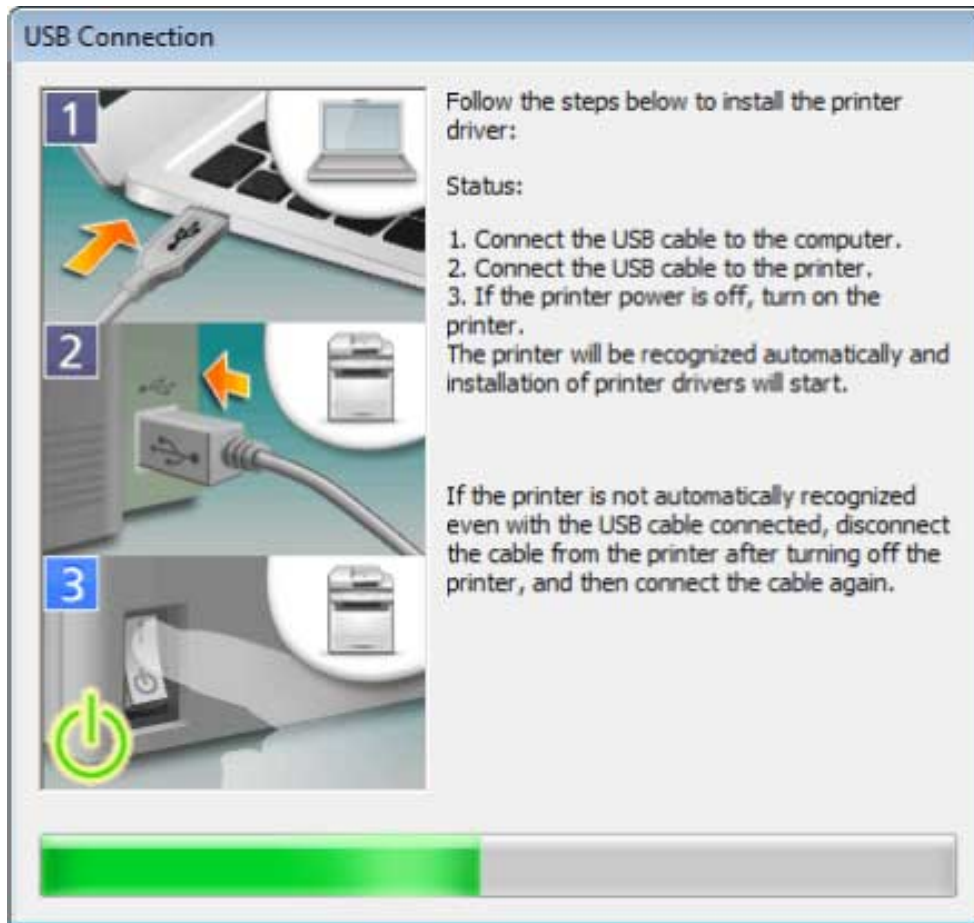 USB Connection
1
2
3
Follow the steps below to install the printer
driver:
Status:
1. Connect the USB cable to the computer.
2. Connect the USB cable to the printer.
3. If the printer power is off, turn on the
printer.
The printer will be recognized automatically and
installation of printer drivers will start.
If the printer is not automatically recognized
even with the USB cable connected, disconnect
the cable from the printer after turning off the
printer, and then connect the cable again.